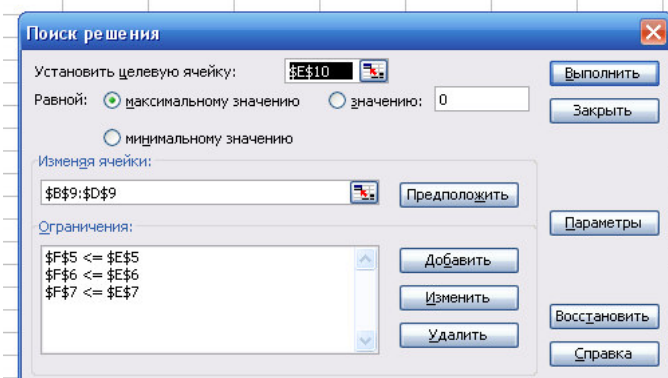 Поиск решения
Установить целевую ячейку: $E$10 Выполнить
Равной: максимальному значению значению: 0 Закрыть
минимальному значению
Изменяя ячейки:
$B$9:$D$9 Предположить
Ограничения: Параметры
$F$5 <= $E$5 Добавить
$F$6 <= $E$6
$F$7 <= $E$7 Изменить
Восстановить
Удалить
Справка